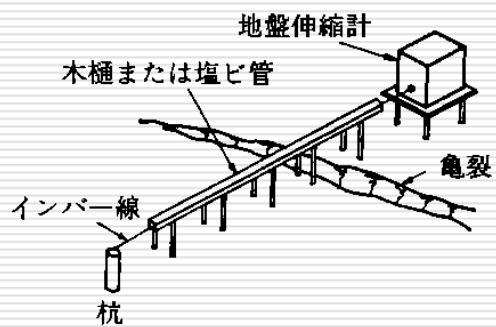 地盤伸縮計
木樋または塩ビ管
亀裂
インバー線
杭